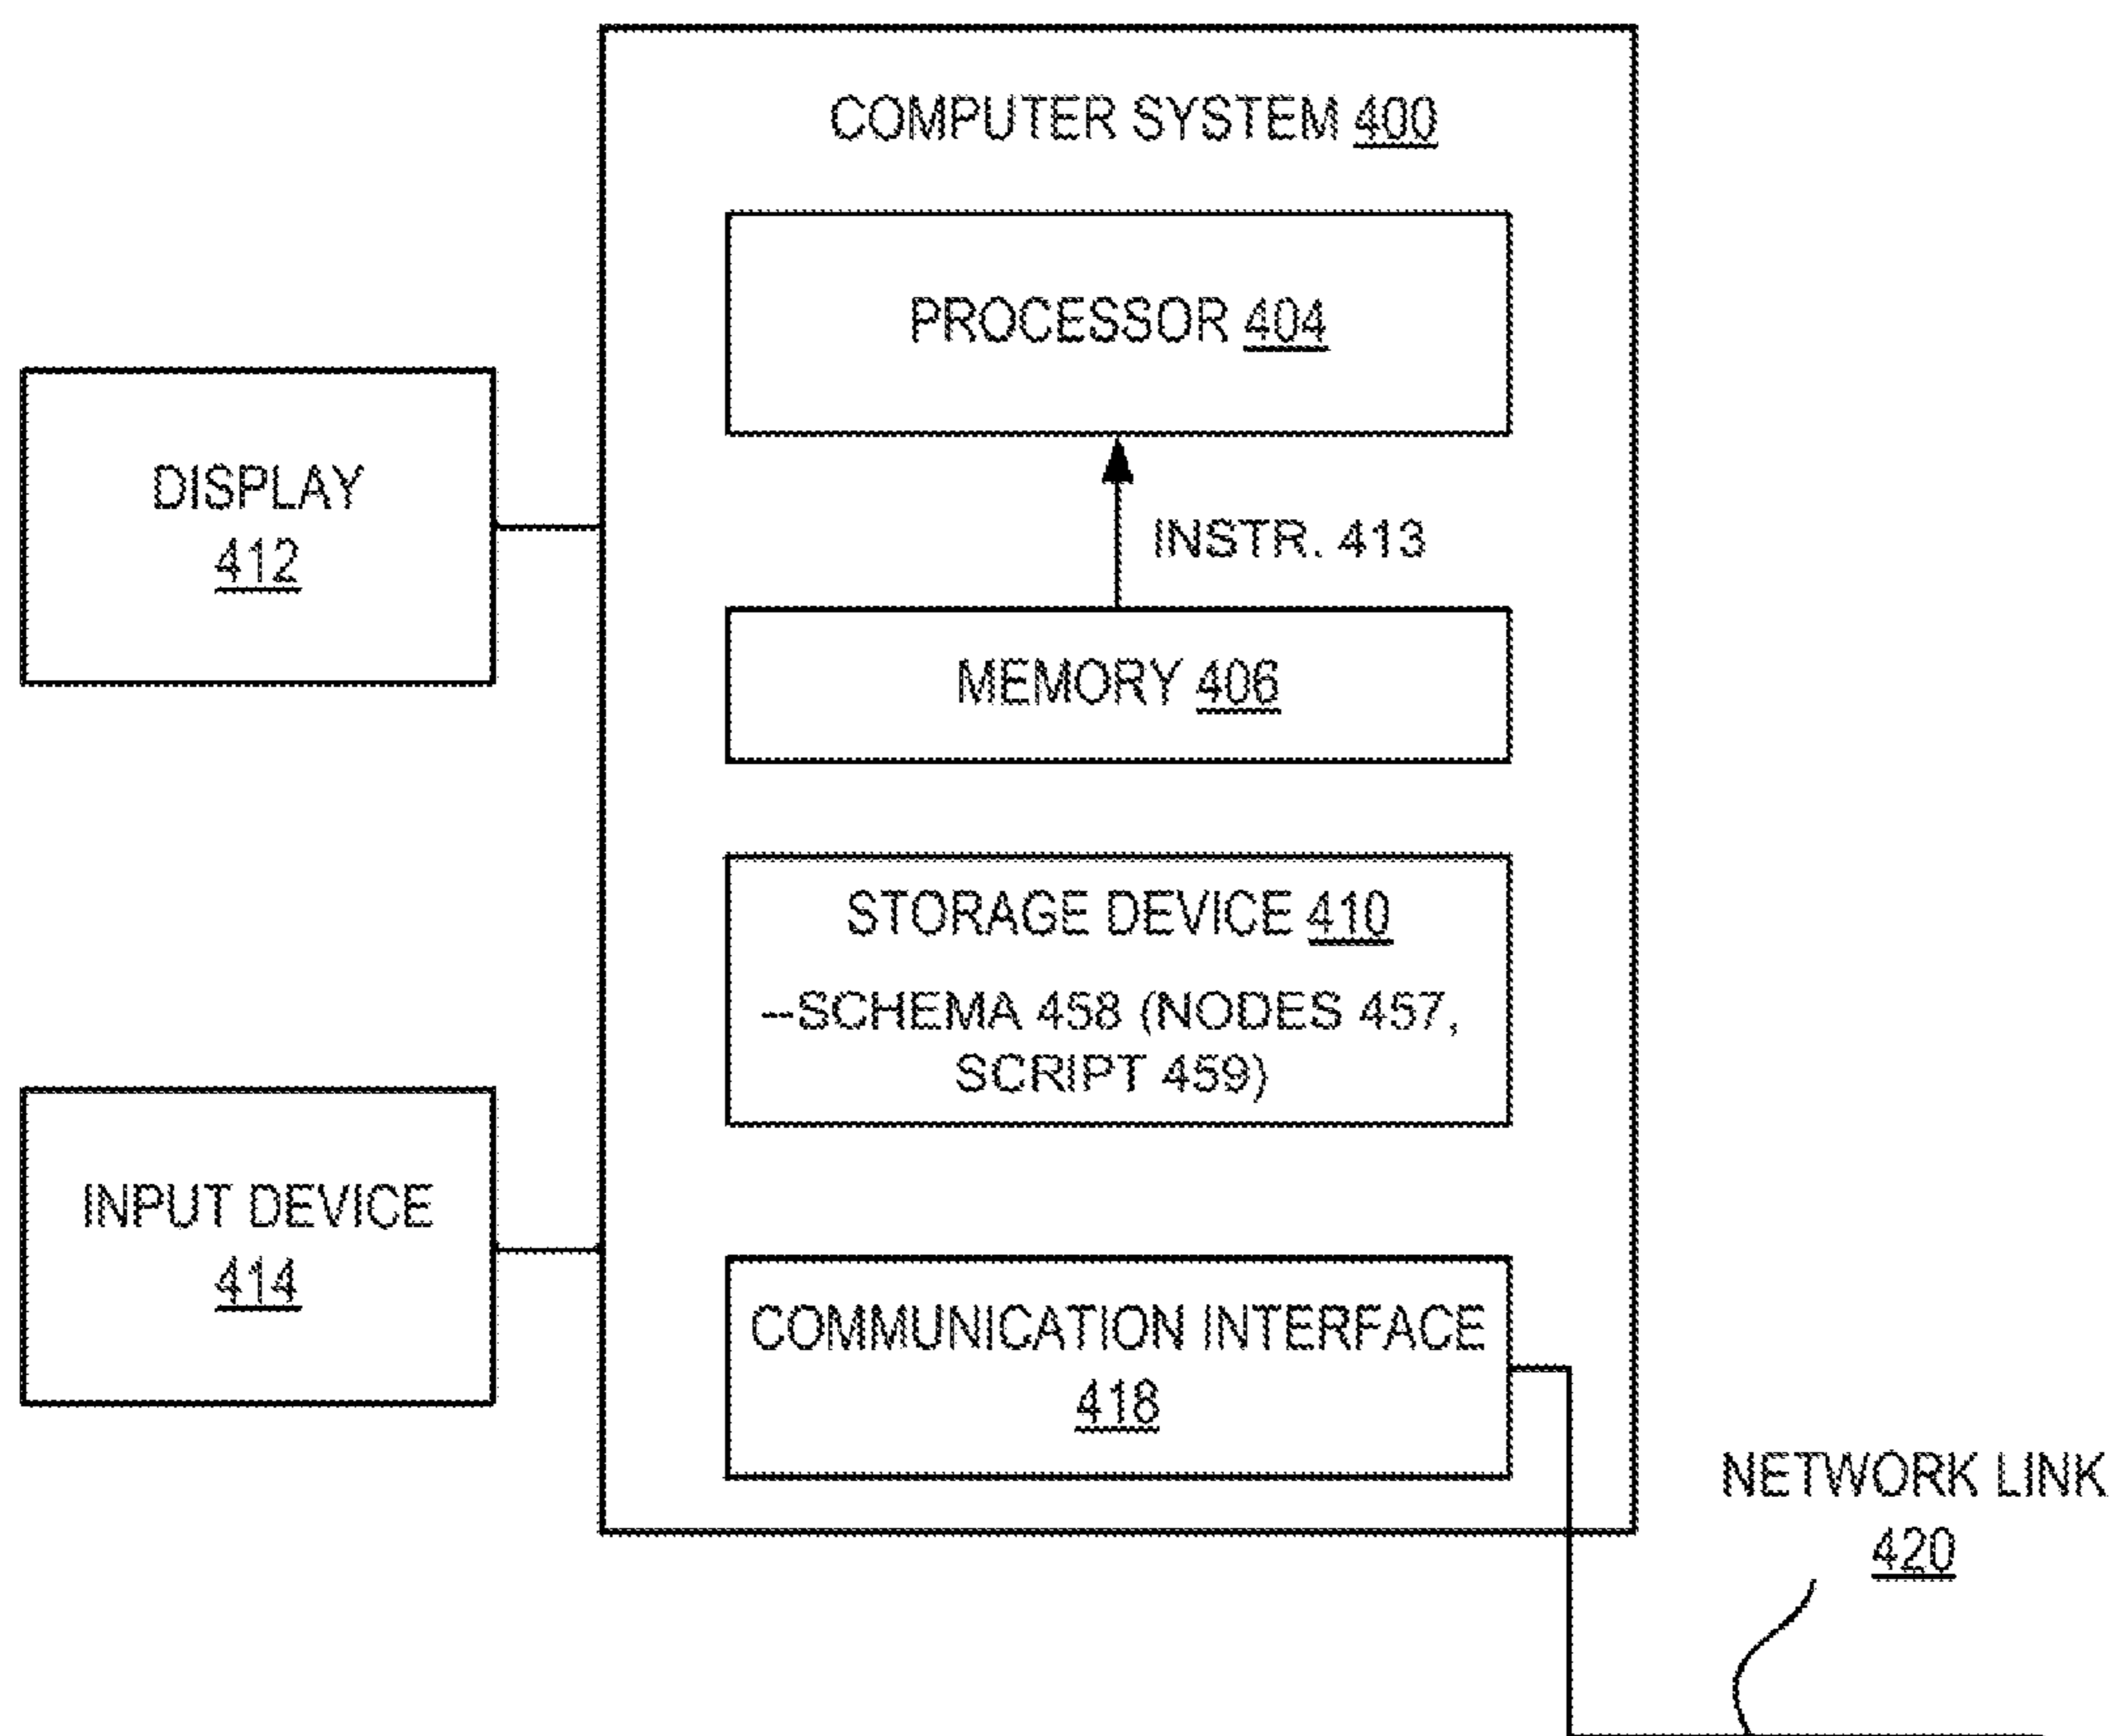 COMPUTER SYSTEM 400
PROCESSOR 404
DISPLAY
412
INSTR. 413
MEMORY 406
STORAGE DEVICE 410
--SCHEMA 458 (NODES 457,
SCRIPT 459)
INPUT DEVICE
414
COMMUNICATION INTERFACE
418
NETWORK LINK
420